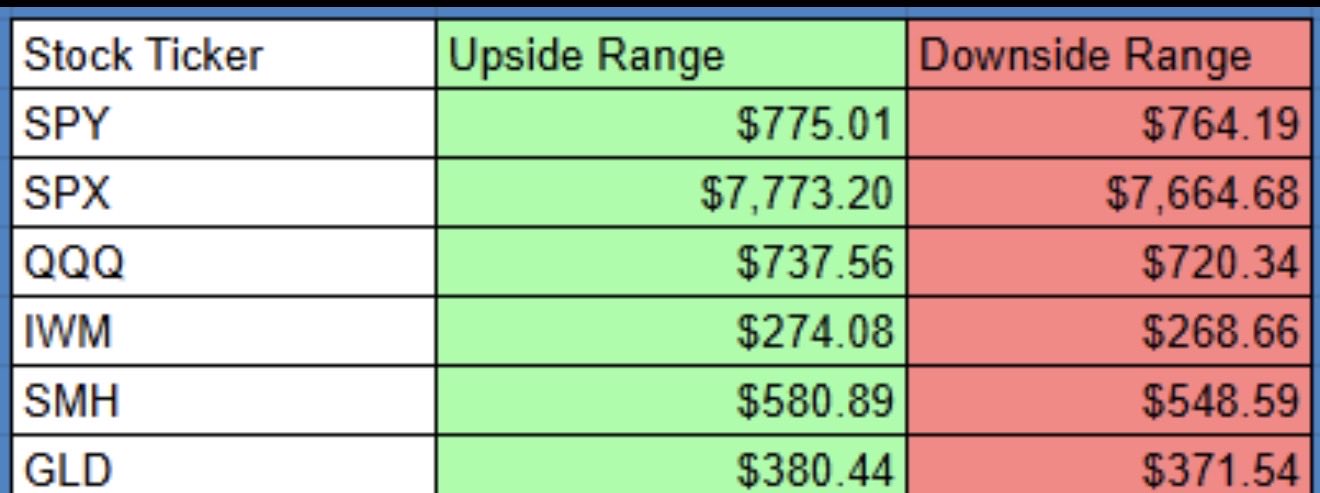 Stock Ticker Upside Range Downside Range
SPY $775.01 $764.19
SPX $7,773.20 $7,664.68
QQQ $737.56 $720.34
IWM $274.08 $268.66
SMH $580.89 $548.59
GLD $380.44 $371.54